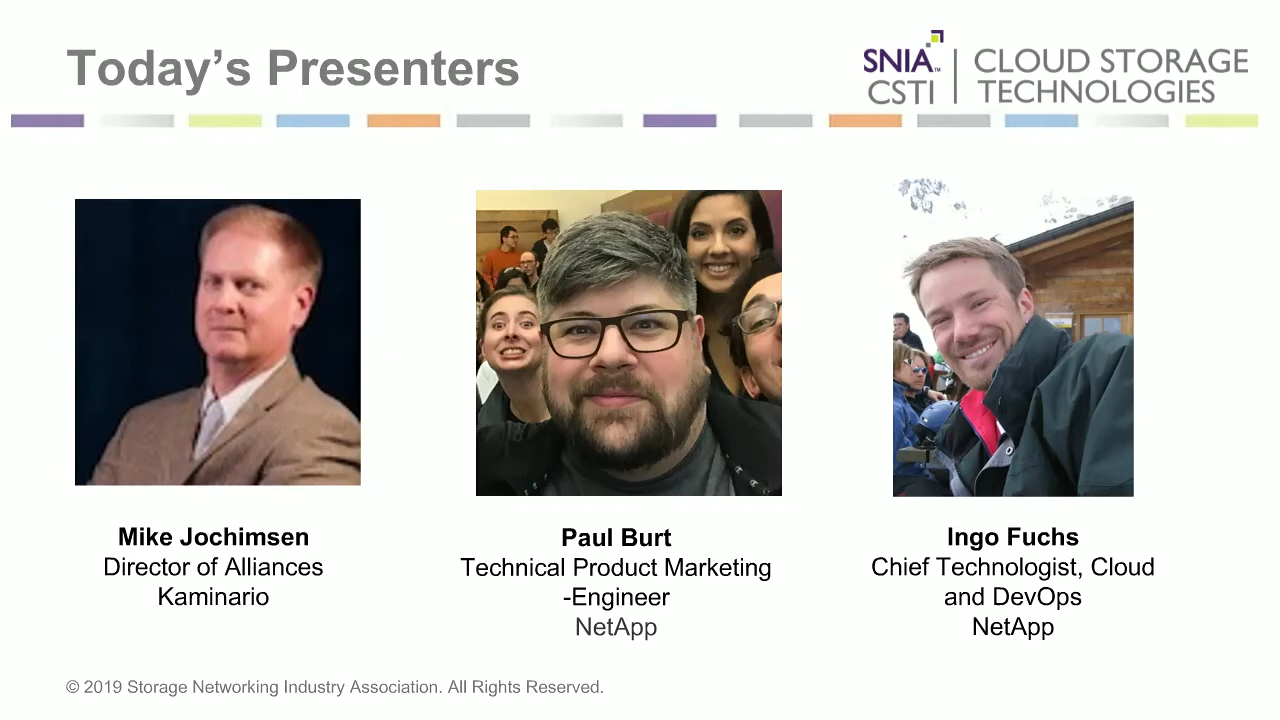 Today's Presenters
SNIA™ CSTI | CLOUD STORAGE TECHNOLOGIES
Mike Jochimsen
Director of Alliances
Kaminario
Paul Burt
Technical Product Marketing
-Engineer
NetApp
Ingo Fuchs
Chief Technologist, Cloud
and DevOps
NetApp
© 2019 Storage Networking Industry Association. All Rights Reserved.